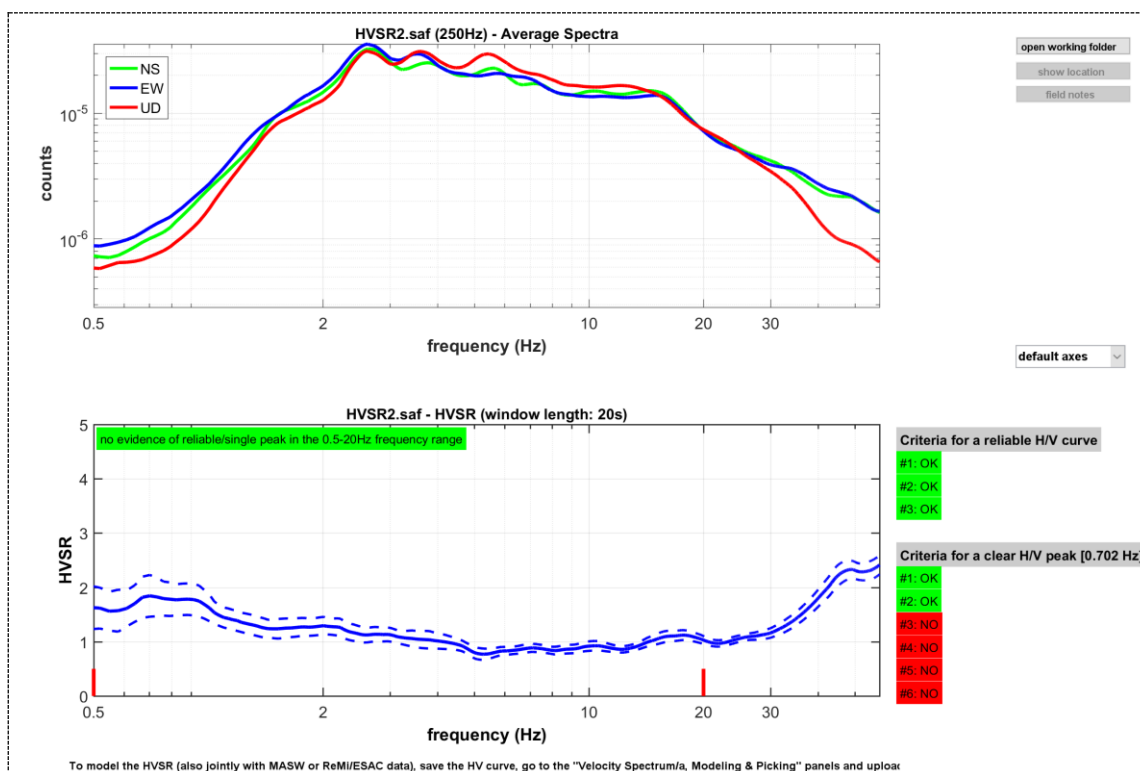 HVSR2.saf (250Hz) - Average Spectra
open working folder
show location
field notes
NS
EW
UD
counts
10-5
10-6
0.5
2
10
20
30
frequency (Hz)
default axes
HVSR2.saf - HVSR (window length: 20s)
no evidence of reliable/single peak in the 0.5-20Hz frequency range
HVSR
5
4
3
2
1
0
0.5
2
10
20
30
frequency (Hz)
Criteria for a reliable H/V curve
#1: OK
#2: OK
#3: OK
Criteria for a clear H/V peak [0.702 Hz]
#1: OK
#2: OK
#3: NO
#4: NO
#5: NO
#6: NO
To model the HVSR (also jointly with MASW or ReMi/ESAC data), save the HV curve, go to the "Velocity Spectrum/a, Modeling & Picking" panels and upload